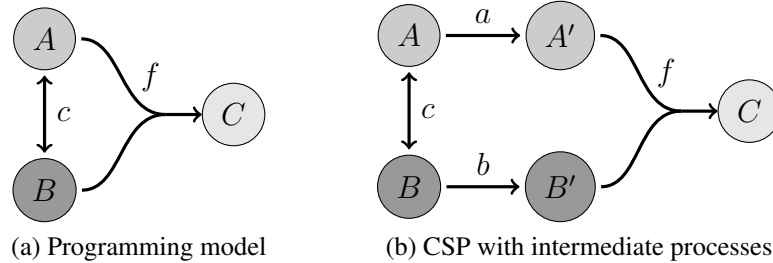 A
f
c
C
B
(a) Programming model
A
a
A′
f
c
C
B
b
B′
(b) CSP with intermediate processes